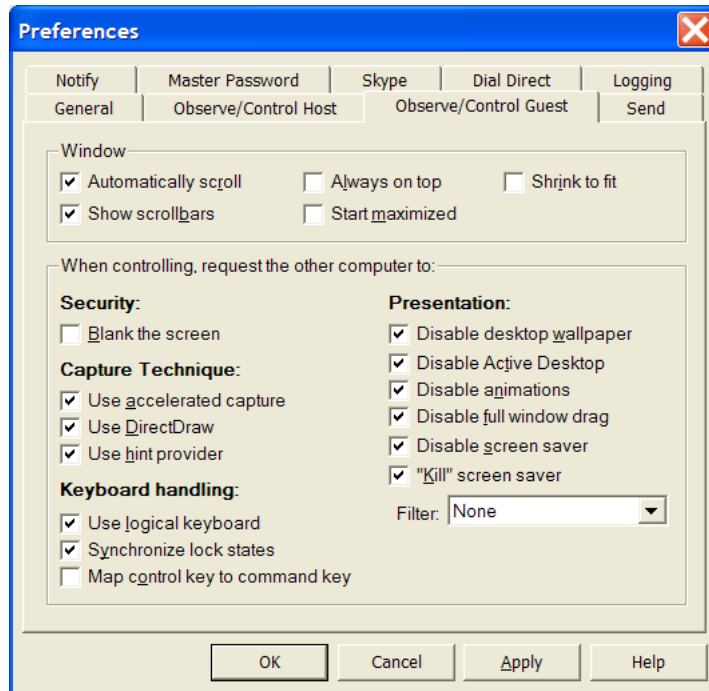 Preferences
Notify Master Password Skype Dial Direct Logging
General Observe/Control Host Observe/Control Guest Send
Window
Automatically scroll Always on top Shrink to fit
Show scrollbars Start maximized
When controlling, request the other computer to:
Security:
Blank the screen
Capture Technique:
Use accelerated capture
Use DirectDraw
Use hint provider
Keyboard handling:
Use logical keyboard
Synchronize lock states
Map control key to command key
Presentation:
Disable desktop wallpaper
Disable Active Desktop
Disable animations
Disable full window drag
Disable screen saver
"Kill" screen saver
Filter: None
OK Cancel Apply Help